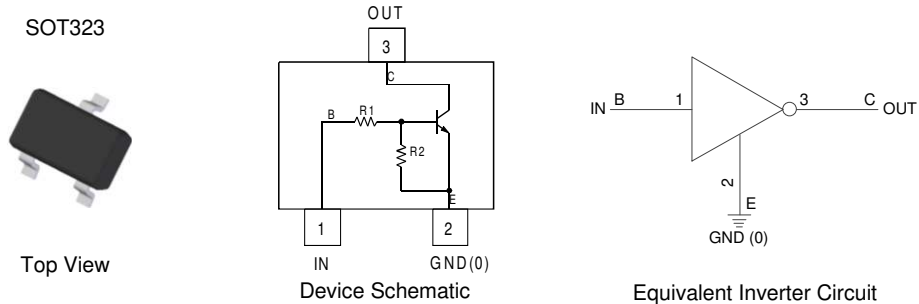 SOT323
Top View
OUT
3
C
B
R1
R2
E
1
2
IN
GND(0)
Device Schematic
IN B 1 3 C OUT
2
E
GND (0)
Equivalent Inverter Circuit